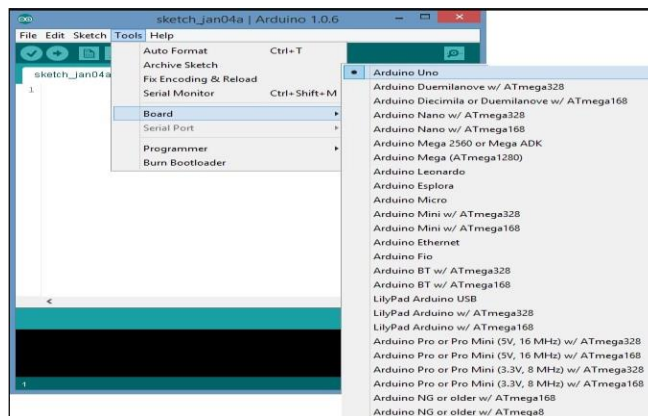 sketch_jan04a | Arduino 1.0.6
File Edit Sketch Tools Help
sketch_jan04a
1
Auto Format Ctrl+T
Archive Sketch
Fix Encoding & Reload
Serial Monitor Ctrl+Shift+M
Board
Serial Port
Programmer
Burn Bootloader
Arduino Uno
Arduino Duemilanove w/ ATmega328
Arduino Diecimila or Duemilanove w/ ATmega168
Arduino Nano w/ ATmega328
Arduino Nano w/ ATmega168
Arduino Mega 2560 or Mega ADK
Arduino Mega (ATmega1280)
Arduino Leonardo
Arduino Esplora
Arduino Micro
Arduino Mini w/ ATmega328
Arduino Mini w/ ATmega168
Arduino Ethernet
Arduino Fio
Arduino BT w/ ATmega328
Arduino BT w/ ATmega168
LilyPad Arduino USB
LilyPad Arduino w/ ATmega328
LilyPad Arduino w/ ATmega168
Arduino Pro or Pro Mini (5V, 16 MHz) w/ ATmega328
Arduino Pro or Pro Mini (5V, 16 MHz) w/ ATmega168
Arduino Pro or Pro Mini (3.3V, 8 MHz) w/ ATmega328
Arduino Pro or Pro Mini (3.3V, 8 MHz) w/ ATmega168
Arduino NG or older w/ ATmega168
Arduino NG or older w/ ATmega8
1